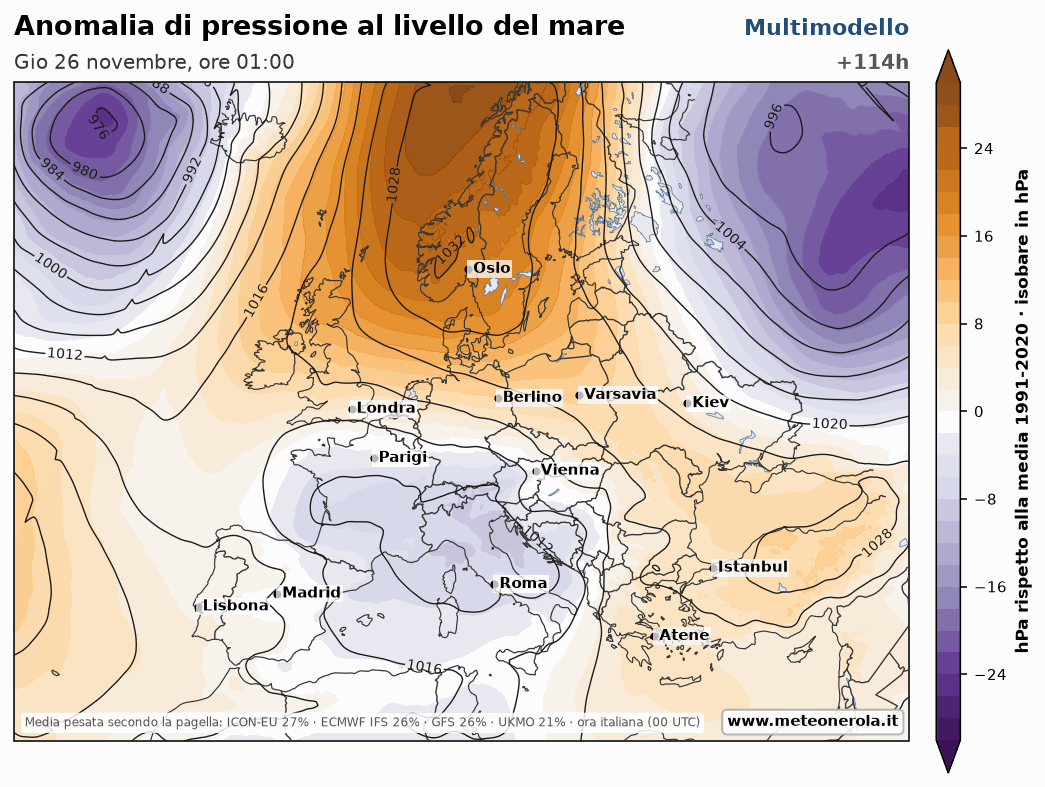 Anomalia di pressione al livello del mare
Multimodello
Gio 26 novembre, ore 01:00
+114h
976
980
984
988
992
1000
1012
1016
1028
1032
Oslo
996
1004
1020
Londra
Berlino
Varsavia
Kiev
Parigi
Vienna
1012
Istanbul
1028
Lisbona
Madrid
Roma
Atene
1016
Media pesata secondo la pagella: ICON-EU 27% · ECMWF IFS 26% · GFS 26% · UKMO 21% · ora italiana (00 UTC)
www.meteonerola.it
24
16
8
0
−8
−16
−24
hPa rispetto alla media 1991-2020 · isobare in hPa